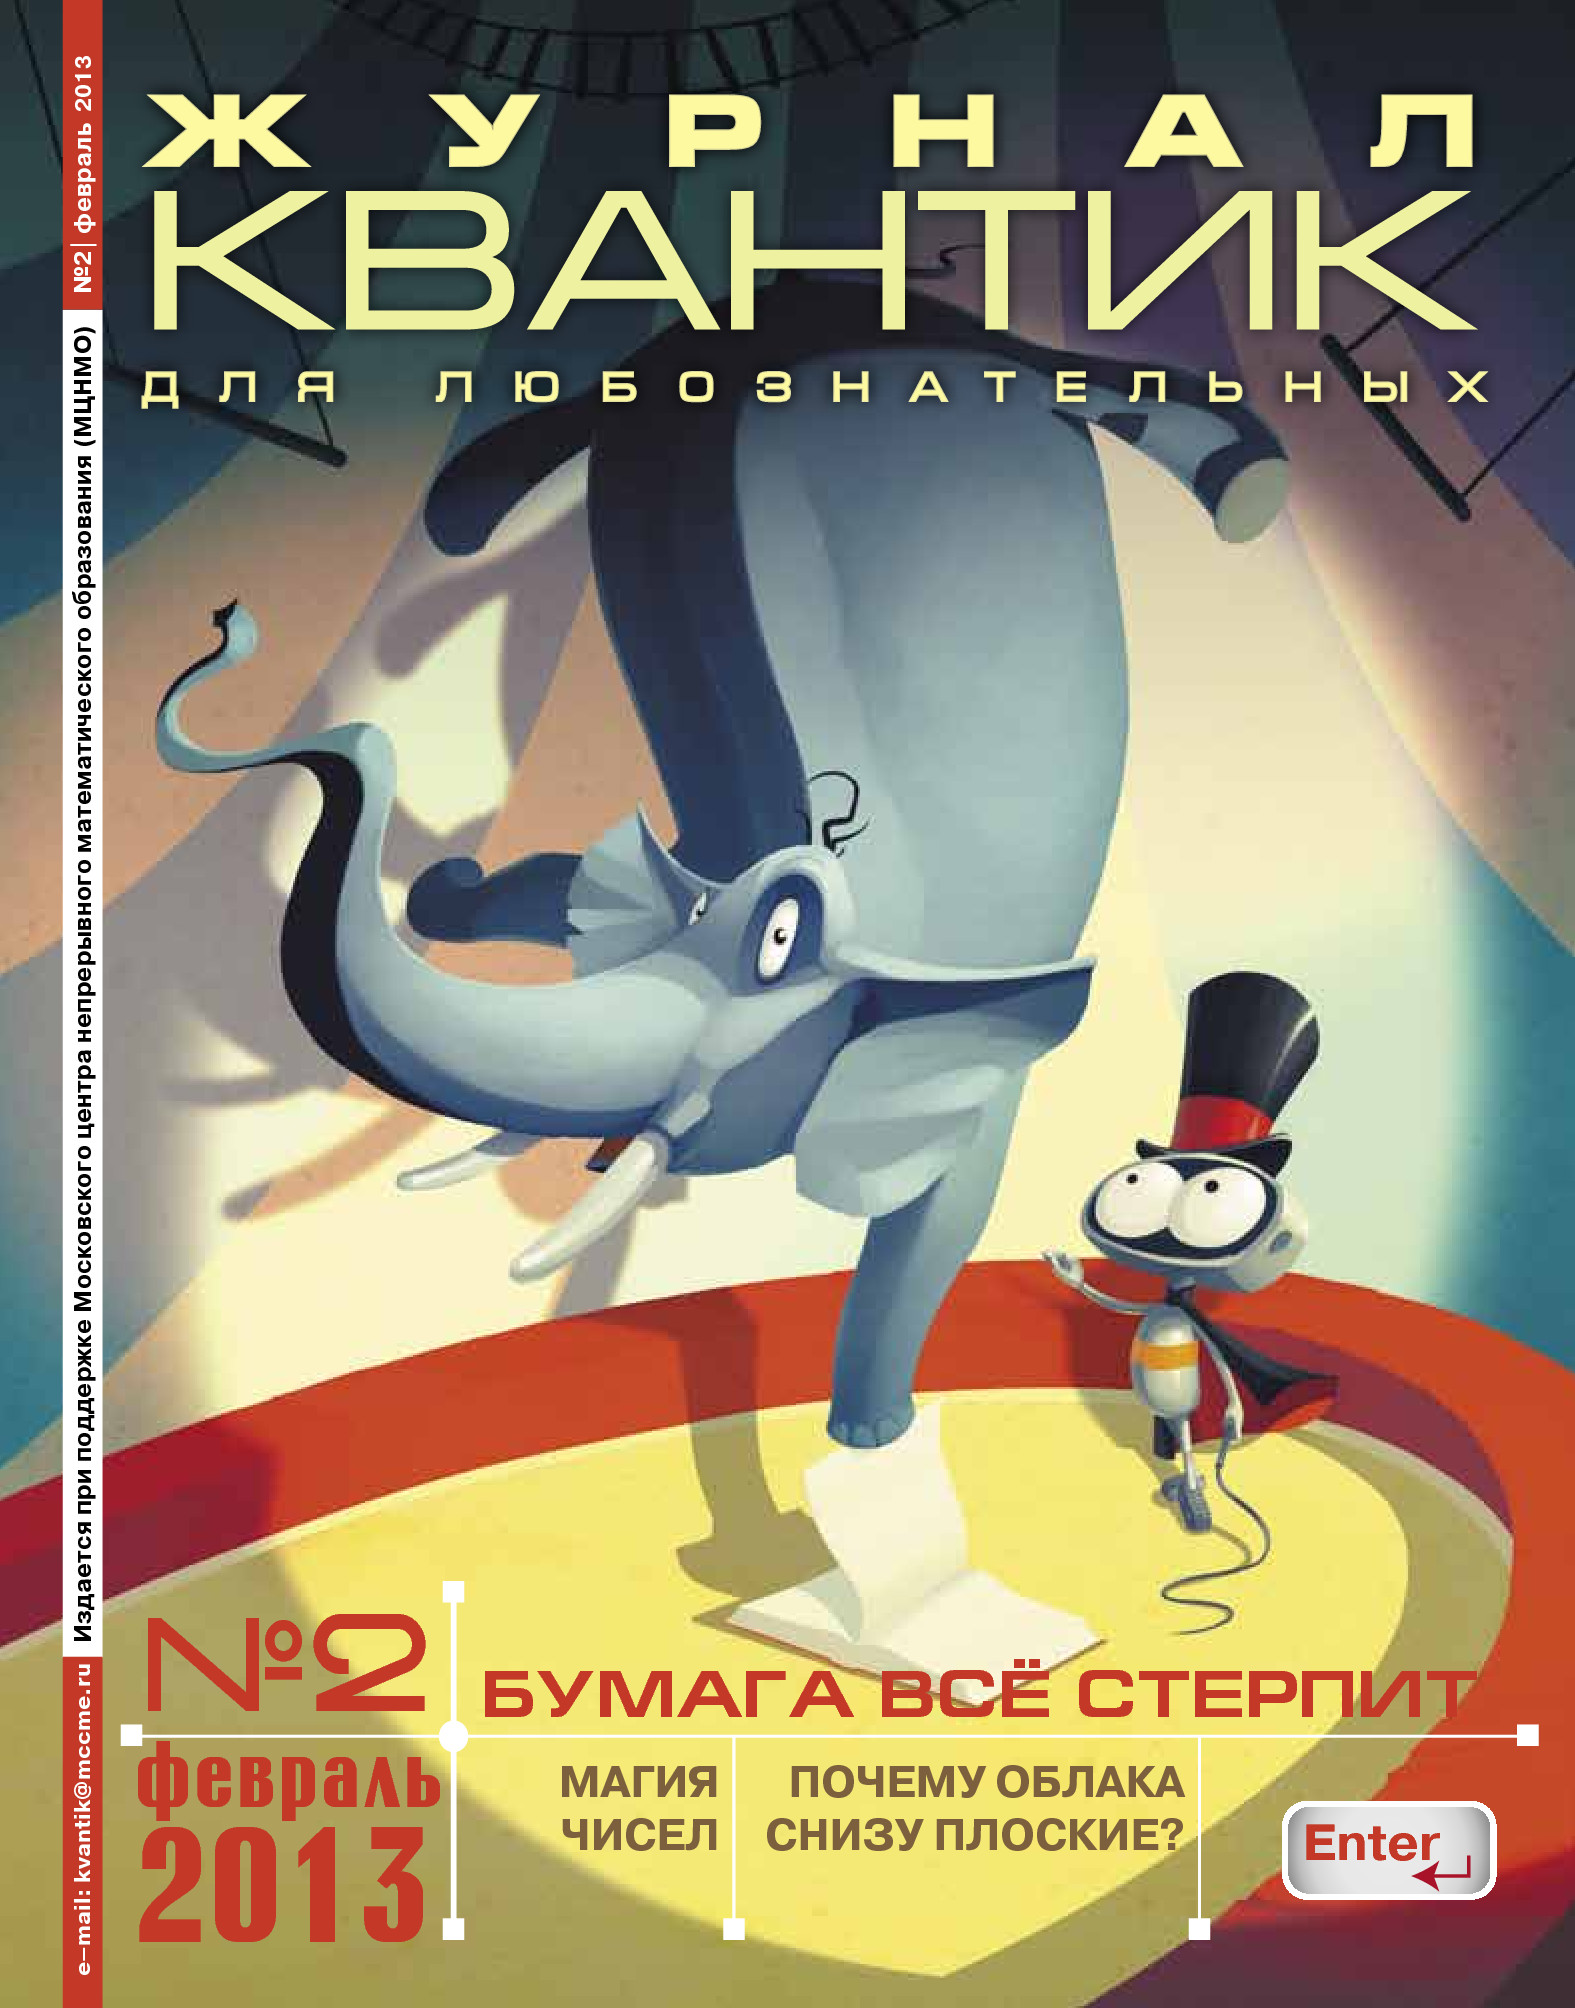 ЖУРНАЛ
КВАНТИК
ДЛЯ ЛЮБОЗНАТЕЛЬНЫХ
№2 | февраль 2013
Издается при поддержке Московского центра непрерывного математического образования (МЦНМО)
e-mail: kvantik@mccme.ru
№2
февраль
2013
БУМАГА ВСЁ СТЕРПИТ
МАГИЯ
ЧИСЕЛ
ПОЧЕМУ ОБЛАКА
СНИЗУ ПЛОСКИЕ?
Enter